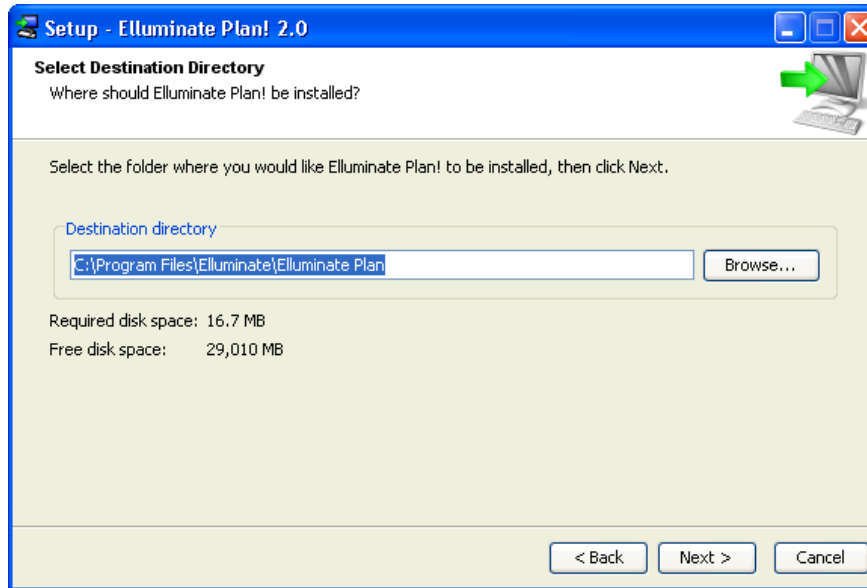 Setup - Elluminate Plan! 2.0
Select Destination Directory
Where should Elluminate Plan! be installed?
Select the folder where you would like Elluminate Plan! to be installed, then click Next.
Destination directory
C:\Program Files\Elluminate\Elluminate Plan
Browse...
Required disk space: 16.7 MB
Free disk space: 29,010 MB
< Back Next > Cancel